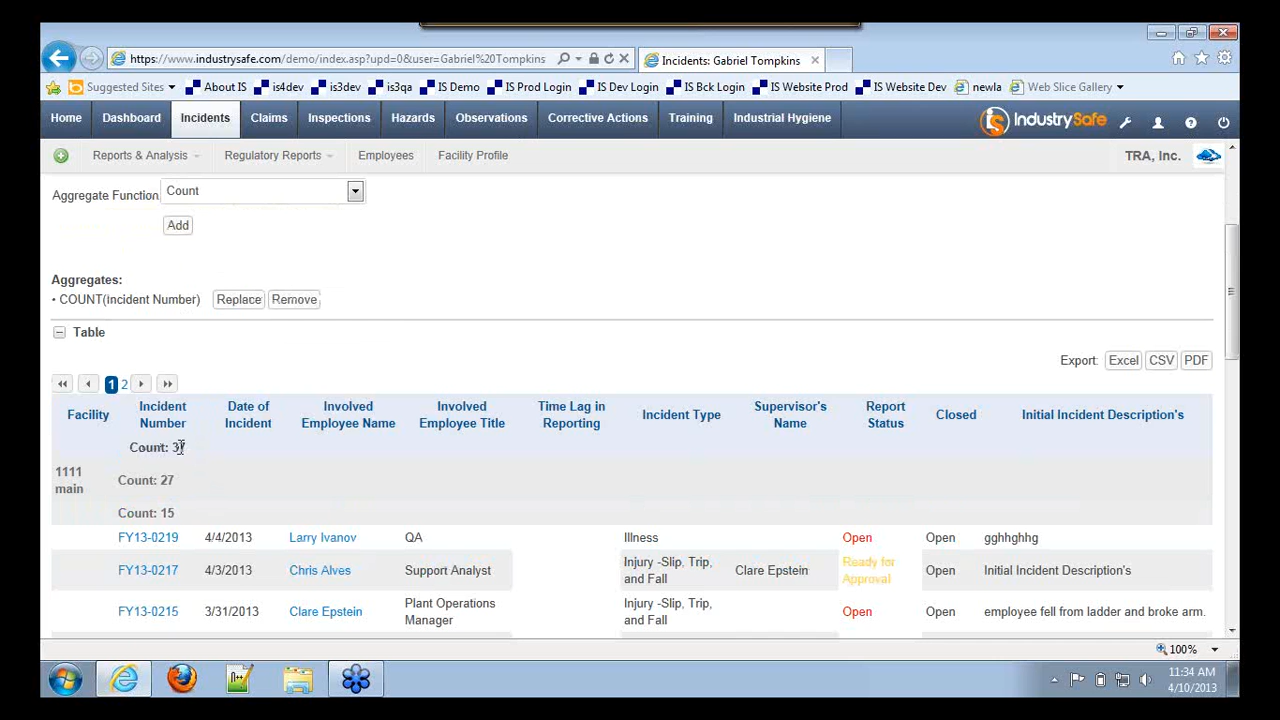 https://www.industrysafe.com/demo/index.asp?upd=0&user=Gabriel%20Tompkins
Incidents: Gabriel Tompkins
Suggested Sites
About IS
is4dev
is3dev
is3qa
IS Demo
IS Prod Login
IS Dev Login
IS Bck Login
IS Website Prod
IS Website Dev
newla
Web Slice Gallery
Home
Dashboard
Incidents
Claims
Inspections
Hazards
Observations
Corrective Actions
Training
Industrial Hygiene
IndustrySafe
Reports & Analysis
Regulatory Reports
Employees
Facility Profile
TRA, Inc.
Aggregate Function
Count
Add
Aggregates:
• COUNT(Incident Number)
Replace
Remove
Table
Export:
Excel
CSV
PDF
1
2
Facility
Incident
Number
Date of
Incident
Involved
Employee Name
Involved
Employee Title
Time Lag in
Reporting
Incident Type
Supervisor's
Name
Report
Status
Closed
Initial Incident Description's
Count:
1111
main
Count: 27
Count: 15
FY13-0219
4/4/2013
Larry Ivanov
QA
Illness
Open
Open
gghhghhg
FY13-0217
4/3/2013
Chris Alves
Support Analyst
Injury -Slip, Trip,
and Fall
Clare Epstein
Ready for
Approval
Open
Initial Incident Description's
FY13-0215
3/31/2013
Clare Epstein
Plant Operations
Manager
Injury -Slip, Trip,
and Fall
Open
Open
employee fell from ladder and broke arm.
100%
11:34 AM
4/10/2013